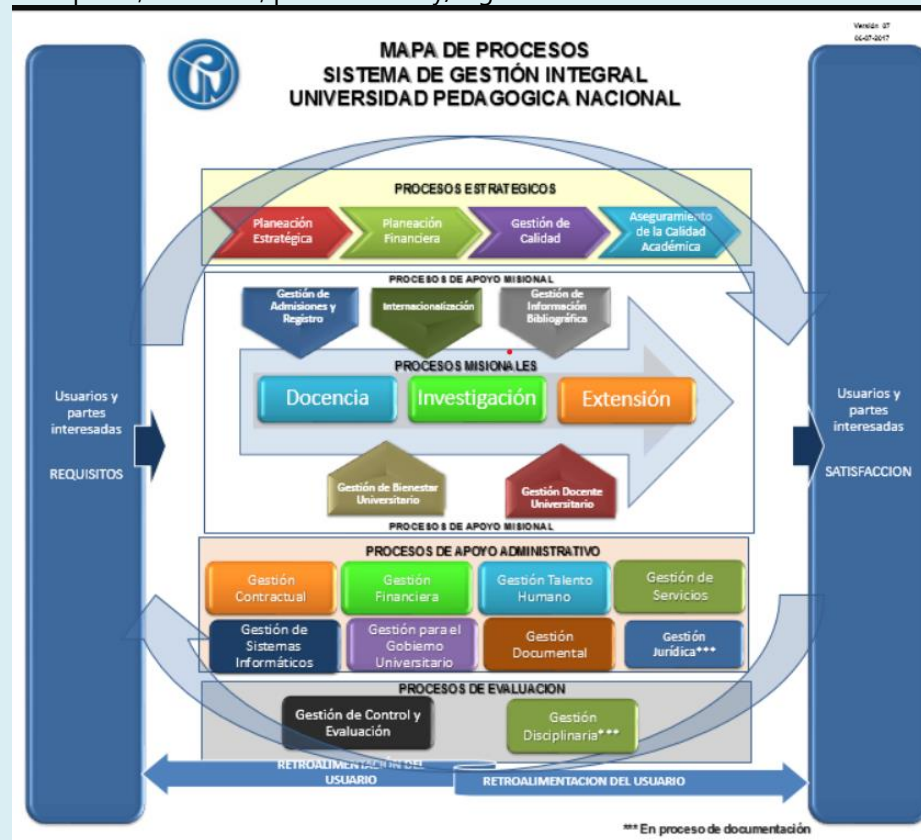 Versión 07
06-07-2017
MAPA DE PROCESOS
SISTEMA DE GESTIÓN INTEGRAL
UNIVERSIDAD PEDAGOGICA NACIONAL
PROCESOS ESTRATEGICOS
Planeación
Estratégica
Planeación
Financiera
Gestión de
Calidad
Aseguramiento
de la Calidad
Académica
PROCESOS DE APOYO MISIONAL
Gestión de
Admisiones y
Registro
Internacionalización
Gestión de
Información
Bibliográfica
PROCESOS MISIONALES
Docencia
Investigación
Extensión
Usuarios y
partes
interesadas
REQUISITOS
Usuarios y
partes
interesadas
SATISFACCION
Gestión de Bienestar
Universitario
Gestión Docente
Universitario
PROCESOS DE APOYO MISIONAL
PROCESOS DE APOYO ADMINISTRATIVO
Gestión
Contractual
Gestión
Financiera
Gestión Talento
Humano
Gestión de
Servicios
Gestión de
Sistemas
Informáticos
Gestión para el
Gobierno
Universitario
Gestión
Documental
Gestión
Jurídica***
PROCESOS DE EVALUACION
Gestión de Control y
Evaluación
Gestión
Disciplinaria***
RETROALIMENTACIÓN DEL
USUARIO
RETROALIMENTACION DEL USUARIO
*** En proceso de documentación